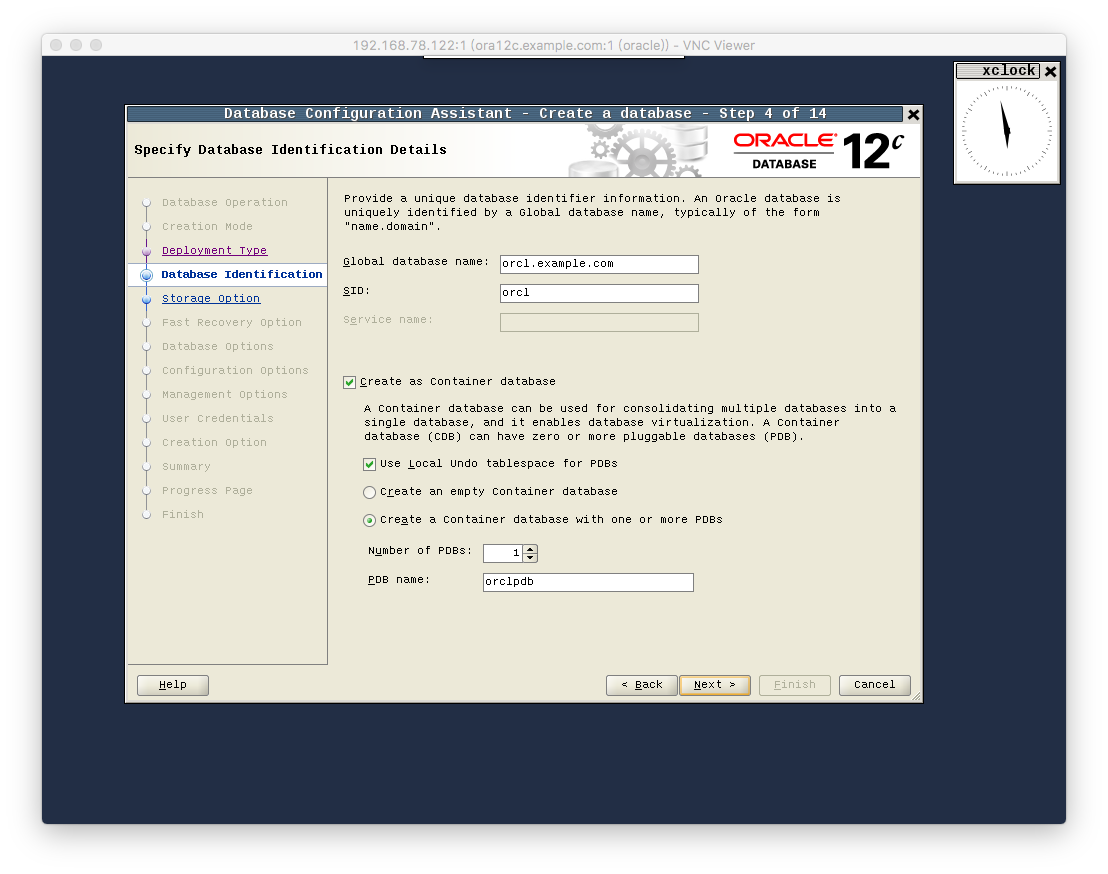 192.168.78.122:1 (ora12c.example.com:1 (oracle)) - VNC Viewer
xclock
Database Configuration Assistant - Create a database - Step 4 of 14
Specify Database Identification Details
ORACLE®
DATABASE
12c
Database Operation
Creation Mode
Deployment Type
Database Identification
Storage Option
Fast Recovery Option
Database Options
Configuration Options
Management Options
User Credentials
Creation Option
Summary
Progress Page
Finish
Provide a unique database identifier information. An Oracle database is
uniquely identified by a Global database name, typically of the form
"name.domain".
Global database name: orcl.example.com
SID: orcl
Service name:
Create as Container database
A Container database can be used for consolidating multiple databases into a
single database, and it enables database virtualization. A Container
database (CDB) can have zero or more pluggable databases (PDB).
Use Local Undo tablespace for PDBs
Create an empty Container database
Create a Container database with one or more PDBs
Number of PDBs: 1
PDB name: orclpdb
Help < Back Next > Finish Cancel